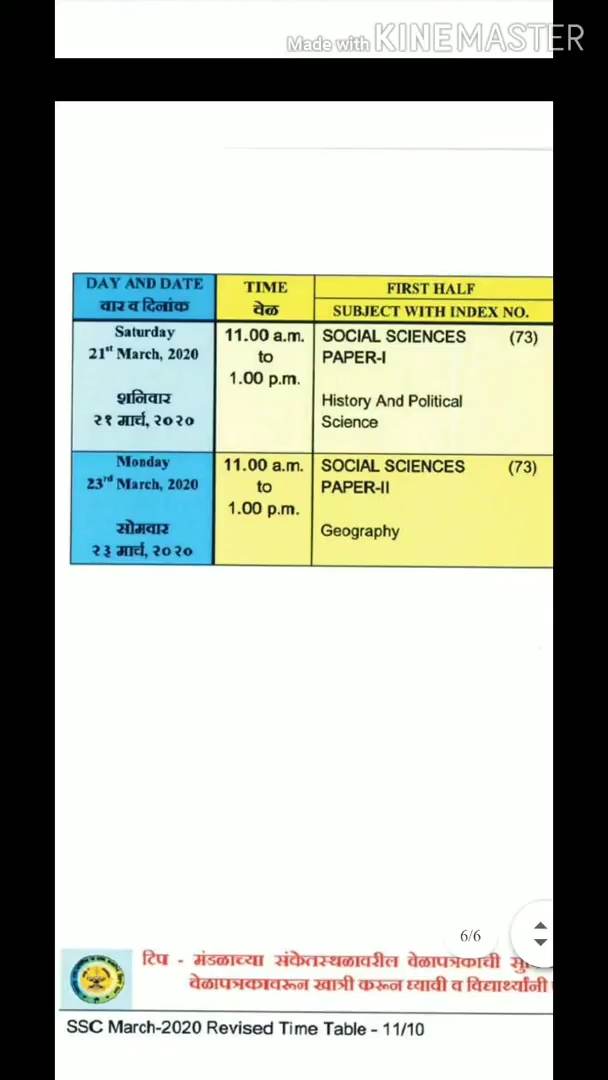 Made with KINEMASTER
DAY AND DATE
वार व दिनांक
TIME
वेळ
FIRST HALF
SUBJECT WITH INDEX NO.
Saturday
21st March, 2020
शनिवार
२१ मार्च, २०२०
11.00 a.m.
to
1.00 p.m.
SOCIAL SCIENCES (73)
PAPER-I
History And Political
Science
Monday
23rd March, 2020
सोमवार
२३ मार्च, २०२०
11.00 a.m.
to
1.00 p.m.
SOCIAL SCIENCES (73)
PAPER-II
Geography
6/6
टिप - मंडळाच्या संकेतस्थळावरील वेळापत्रकाची
वेळापत्रकावरून खात्री करून घ्यावी व विद्यार्थ्यांनी
SSC March-2020 Revised Time Table - 11/10